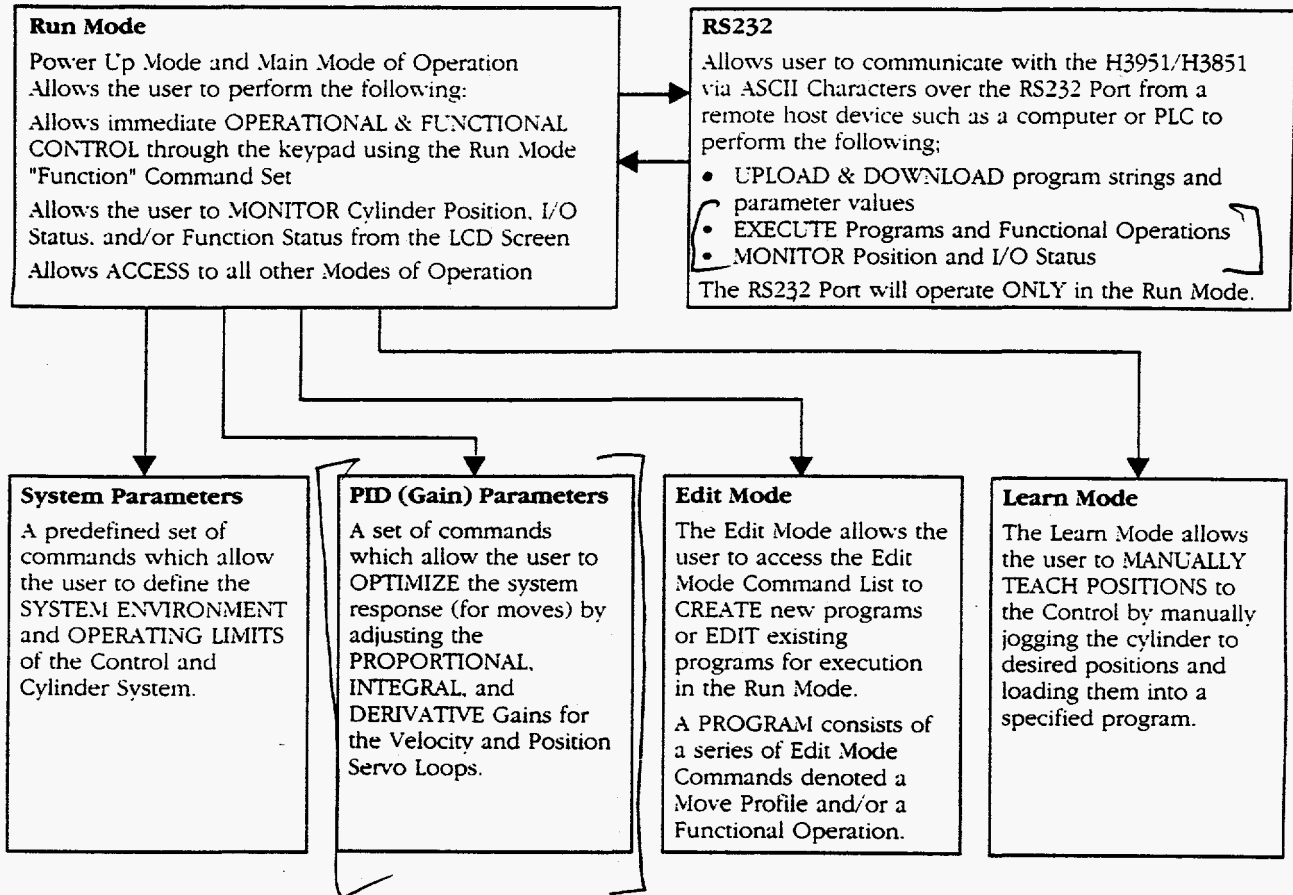 Run Mode
Power Up Mode and Main Mode of Operation
Allows the user to perform the following:
Allows immediate OPERATIONAL & FUNCTIONAL
CONTROL through the keypad using the Run Mode
"Function" Command Set
Allows the user to MONITOR Cylinder Position, I/O
Status, and/or Function Status from the LCD Screen
Allows ACCESS to all other Modes of Operation
RS232
Allows user to communicate with the H3951/H3851
via ASCII Characters over the RS232 Port from a
remote host device such as a computer or PLC to
perform the following;
• UPLOAD & DOWNLOAD program strings and
parameter values
• EXECUTE Programs and Functional Operations
• MONITOR Position and I/O Status
The RS232 Port will operate ONLY in the Run Mode.
System Parameters
A predefined set of
commands which allow
the user to define the
SYSTEM ENVIRONMENT
and OPERATING LIMITS
of the Control and
Cylinder System.
PID (Gain) Parameters
A set of commands
which allow the user to
OPTIMIZE the system
response (for moves) by
adjusting the
PROPORTIONAL,
INTEGRAL, and
DERIVATIVE Gains for
the Velocity and Position
Servo Loops.
Edit Mode
The Edit Mode allows the
user to access the Edit
Mode Command List to
CREATE new programs
or EDIT existing
programs for execution
in the Run Mode.
A PROGRAM consists of
a series of Edit Mode
Commands denoted a
Move Profile and/or a
Functional Operation.
Learn Mode
The Learn Mode allows
the user to MANUALLY
TEACH POSITIONS to
the Control by manually
jogging the cylinder to
desired positions and
loading them into a
specified program.